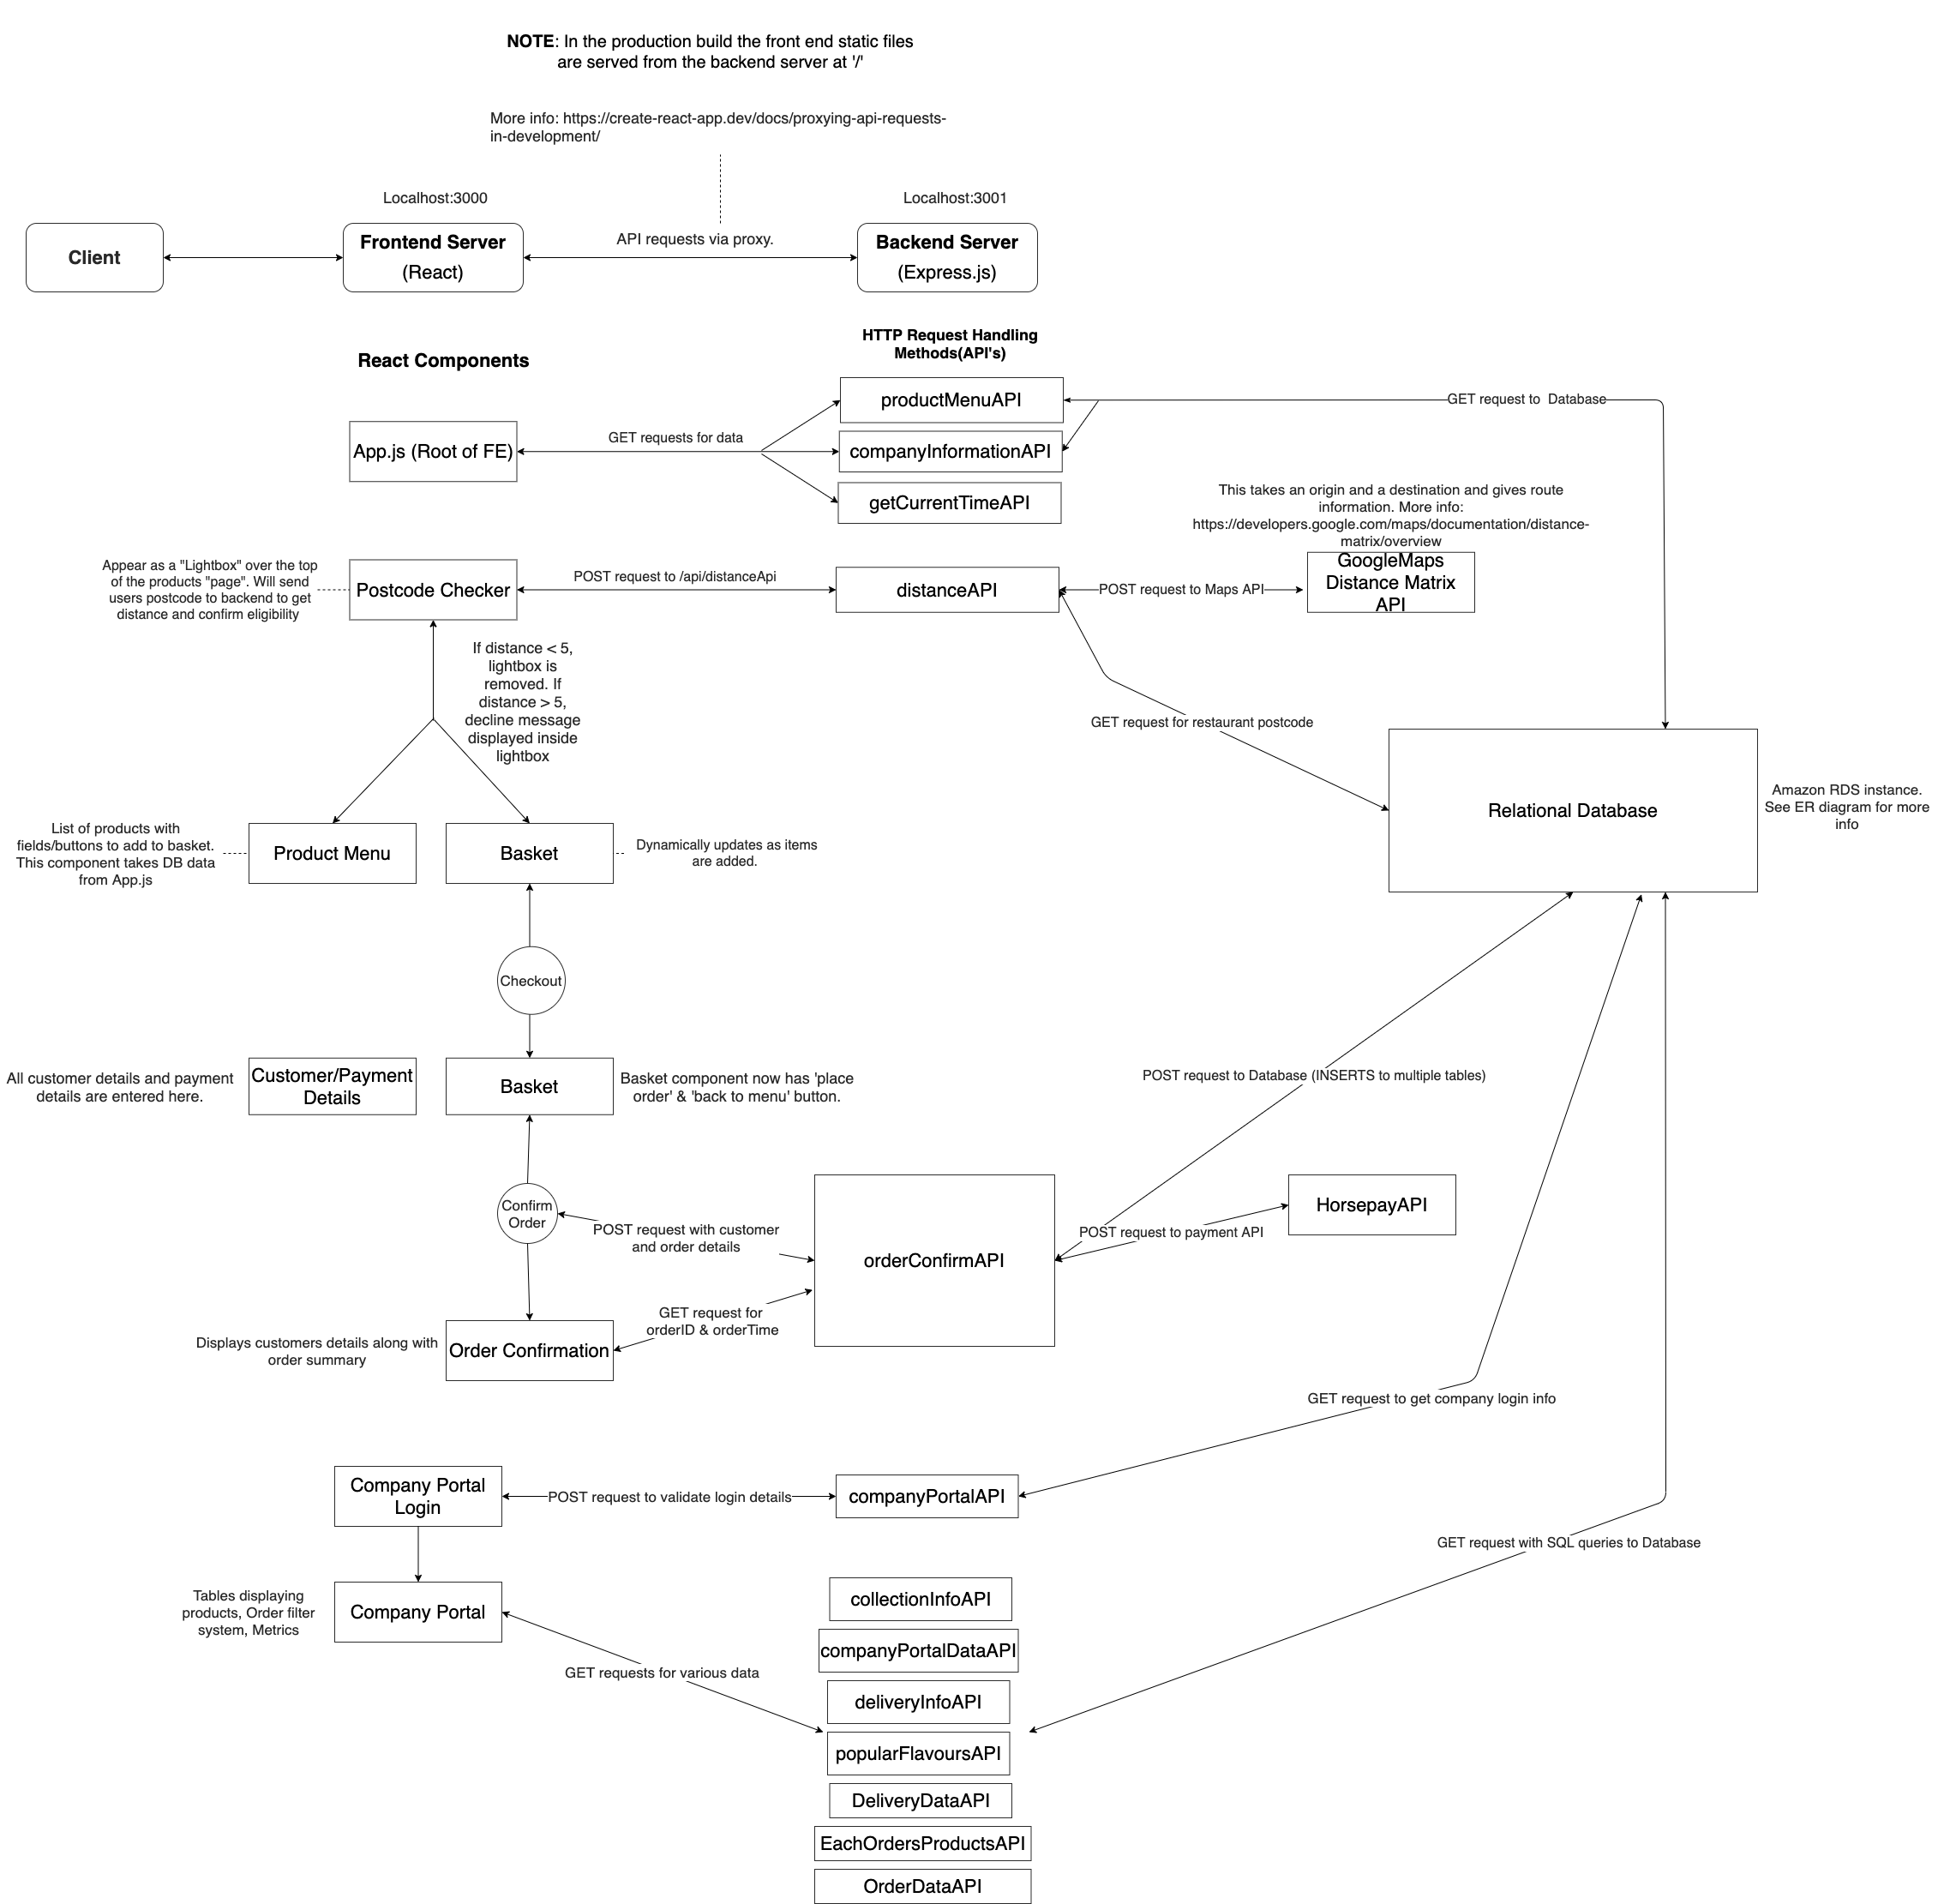 NOTE: In the production build the front end static files
are served from the backend server at '/'
More info: https://create-react-app.dev/docs/proxying-api-requests-
in-development/
Localhost:3000
Localhost:3001
Client
Frontend Server
(React)
API requests via proxy.
Backend Server
(Express.js)
React Components
HTTP Request Handling
Methods(API's)
productMenuAPI
GET request to  Database
App.js (Root of FE)
GET requests for data
companyInformationAPI
getCurrentTimeAPI
This takes an origin and a destination and gives route
information. More info:
https://developers.google.com/maps/documentation/distance-
matrix/overview
Appear as a "Lightbox" over the top
of the products "page". Will send
users postcode to backend to get
distance and confirm eligibility
Postcode Checker
POST request to /api/distanceApi
distanceAPI
POST request to Maps API
GoogleMaps
Distance Matrix
API
If distance < 5,
lightbox is
removed. If
distance > 5,
decline message
displayed inside
lightbox
GET request for restaurant postcode
Relational Database
Amazon RDS instance.
See ER diagram for more
info
List of products with
fields/buttons to add to basket.
This component takes DB data
from App.js
Product Menu
Basket
Dynamically updates as items
are added.
Checkout
All customer details and payment
details are entered here.
Customer/Payment
Details
Basket
Basket component now has 'place
order' & 'back to menu' button.
POST request to Database (INSERTS to multiple tables)
Confirm
Order
POST request with customer
and order details
orderConfirmAPI
POST request to payment API
HorsepayAPI
GET request for
orderID & orderTime
Displays customers details along with
order summary
Order Confirmation
GET request to get company login info
Company Portal
Login
POST request to validate login details
companyPortalAPI
GET request with SQL queries to Database
Tables displaying
products, Order filter
system, Metrics
Company Portal
GET requests for various data
collectionInfoAPI
companyPortalDataAPI
deliveryInfoAPI
popularFlavoursAPI
DeliveryDataAPI
EachOrdersProductsAPI
OrderDataAPI